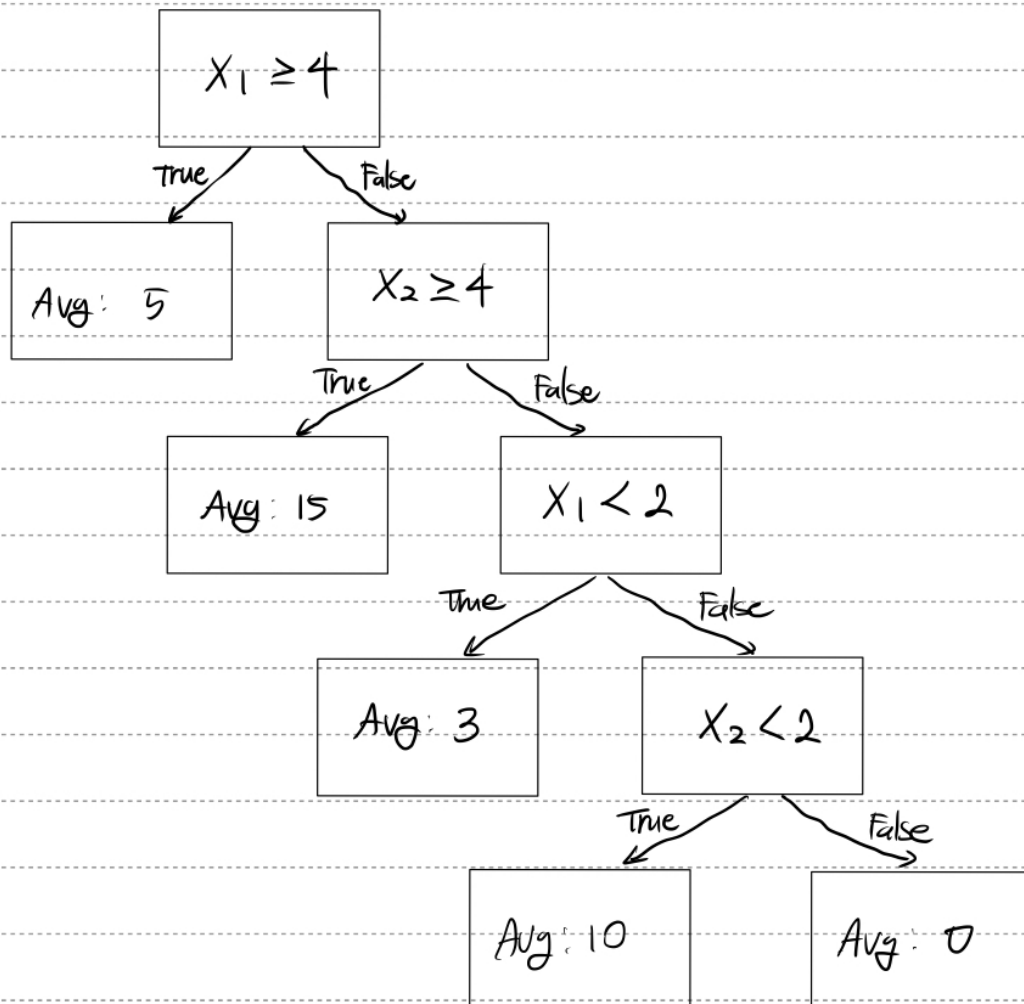 X₁ ≥ 4
True
False
Avg: 5
X₂ ≥ 4
True
False
Avg: 15
X₁ < 2
True
False
Avg: 3
X₂ < 2
True
False
Avg: 10
Avg: 0